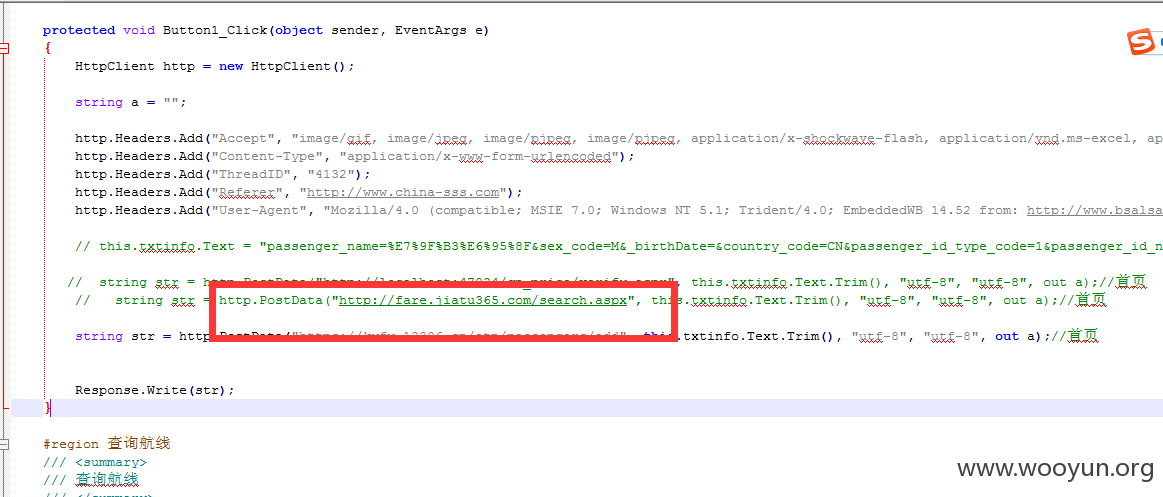 protected void Button1_Click(object sender, EventArgs e)
{
HttpClient http = new HttpClient();
string a = "";
http.Headers.Add("Accept", "image/gif, image/jpeg, image/pjpeg, image/pjpeg, application/x-shockwave-flash, application/vnd.ms-excel, ap
http.Headers.Add("Content-Type", "application/x-www-form-urlencoded");
http.Headers.Add("ThreadID", "4132");
http.Headers.Add("Referer", "http://www.china-sss.com");
http.Headers.Add("User-Agent", "Mozilla/4.0 (compatible; MSIE 7.0; Windows NT 5.1; Trident/4.0; EmbeddedWB 14.52 from: http://www.bsalsa
// this.txtinfo.Text = "passenger_name=%E7%9F%B3%E6%95%8F&sex_code=M&_birthDate=&country_code=CN&passenger_id_type_code=1&passenger_id_n
// string str = this.txtinfo.Text.Trim(), "utf-8", "utf-8", out a);//首页
// string str = http.PostData("http://fare.jiatu365.com/search.aspx", this.txtinfo.Text.Trim(), "utf-8", "utf-8", out a);//首页
string str = this.txtinfo.Text.Trim(), "utf-8", "utf-8", out a);//首页
Response.Write(str);
}
#region 查询航线
/// <summary>
/// 查询航线
/// </summary>
www.wooyun.org